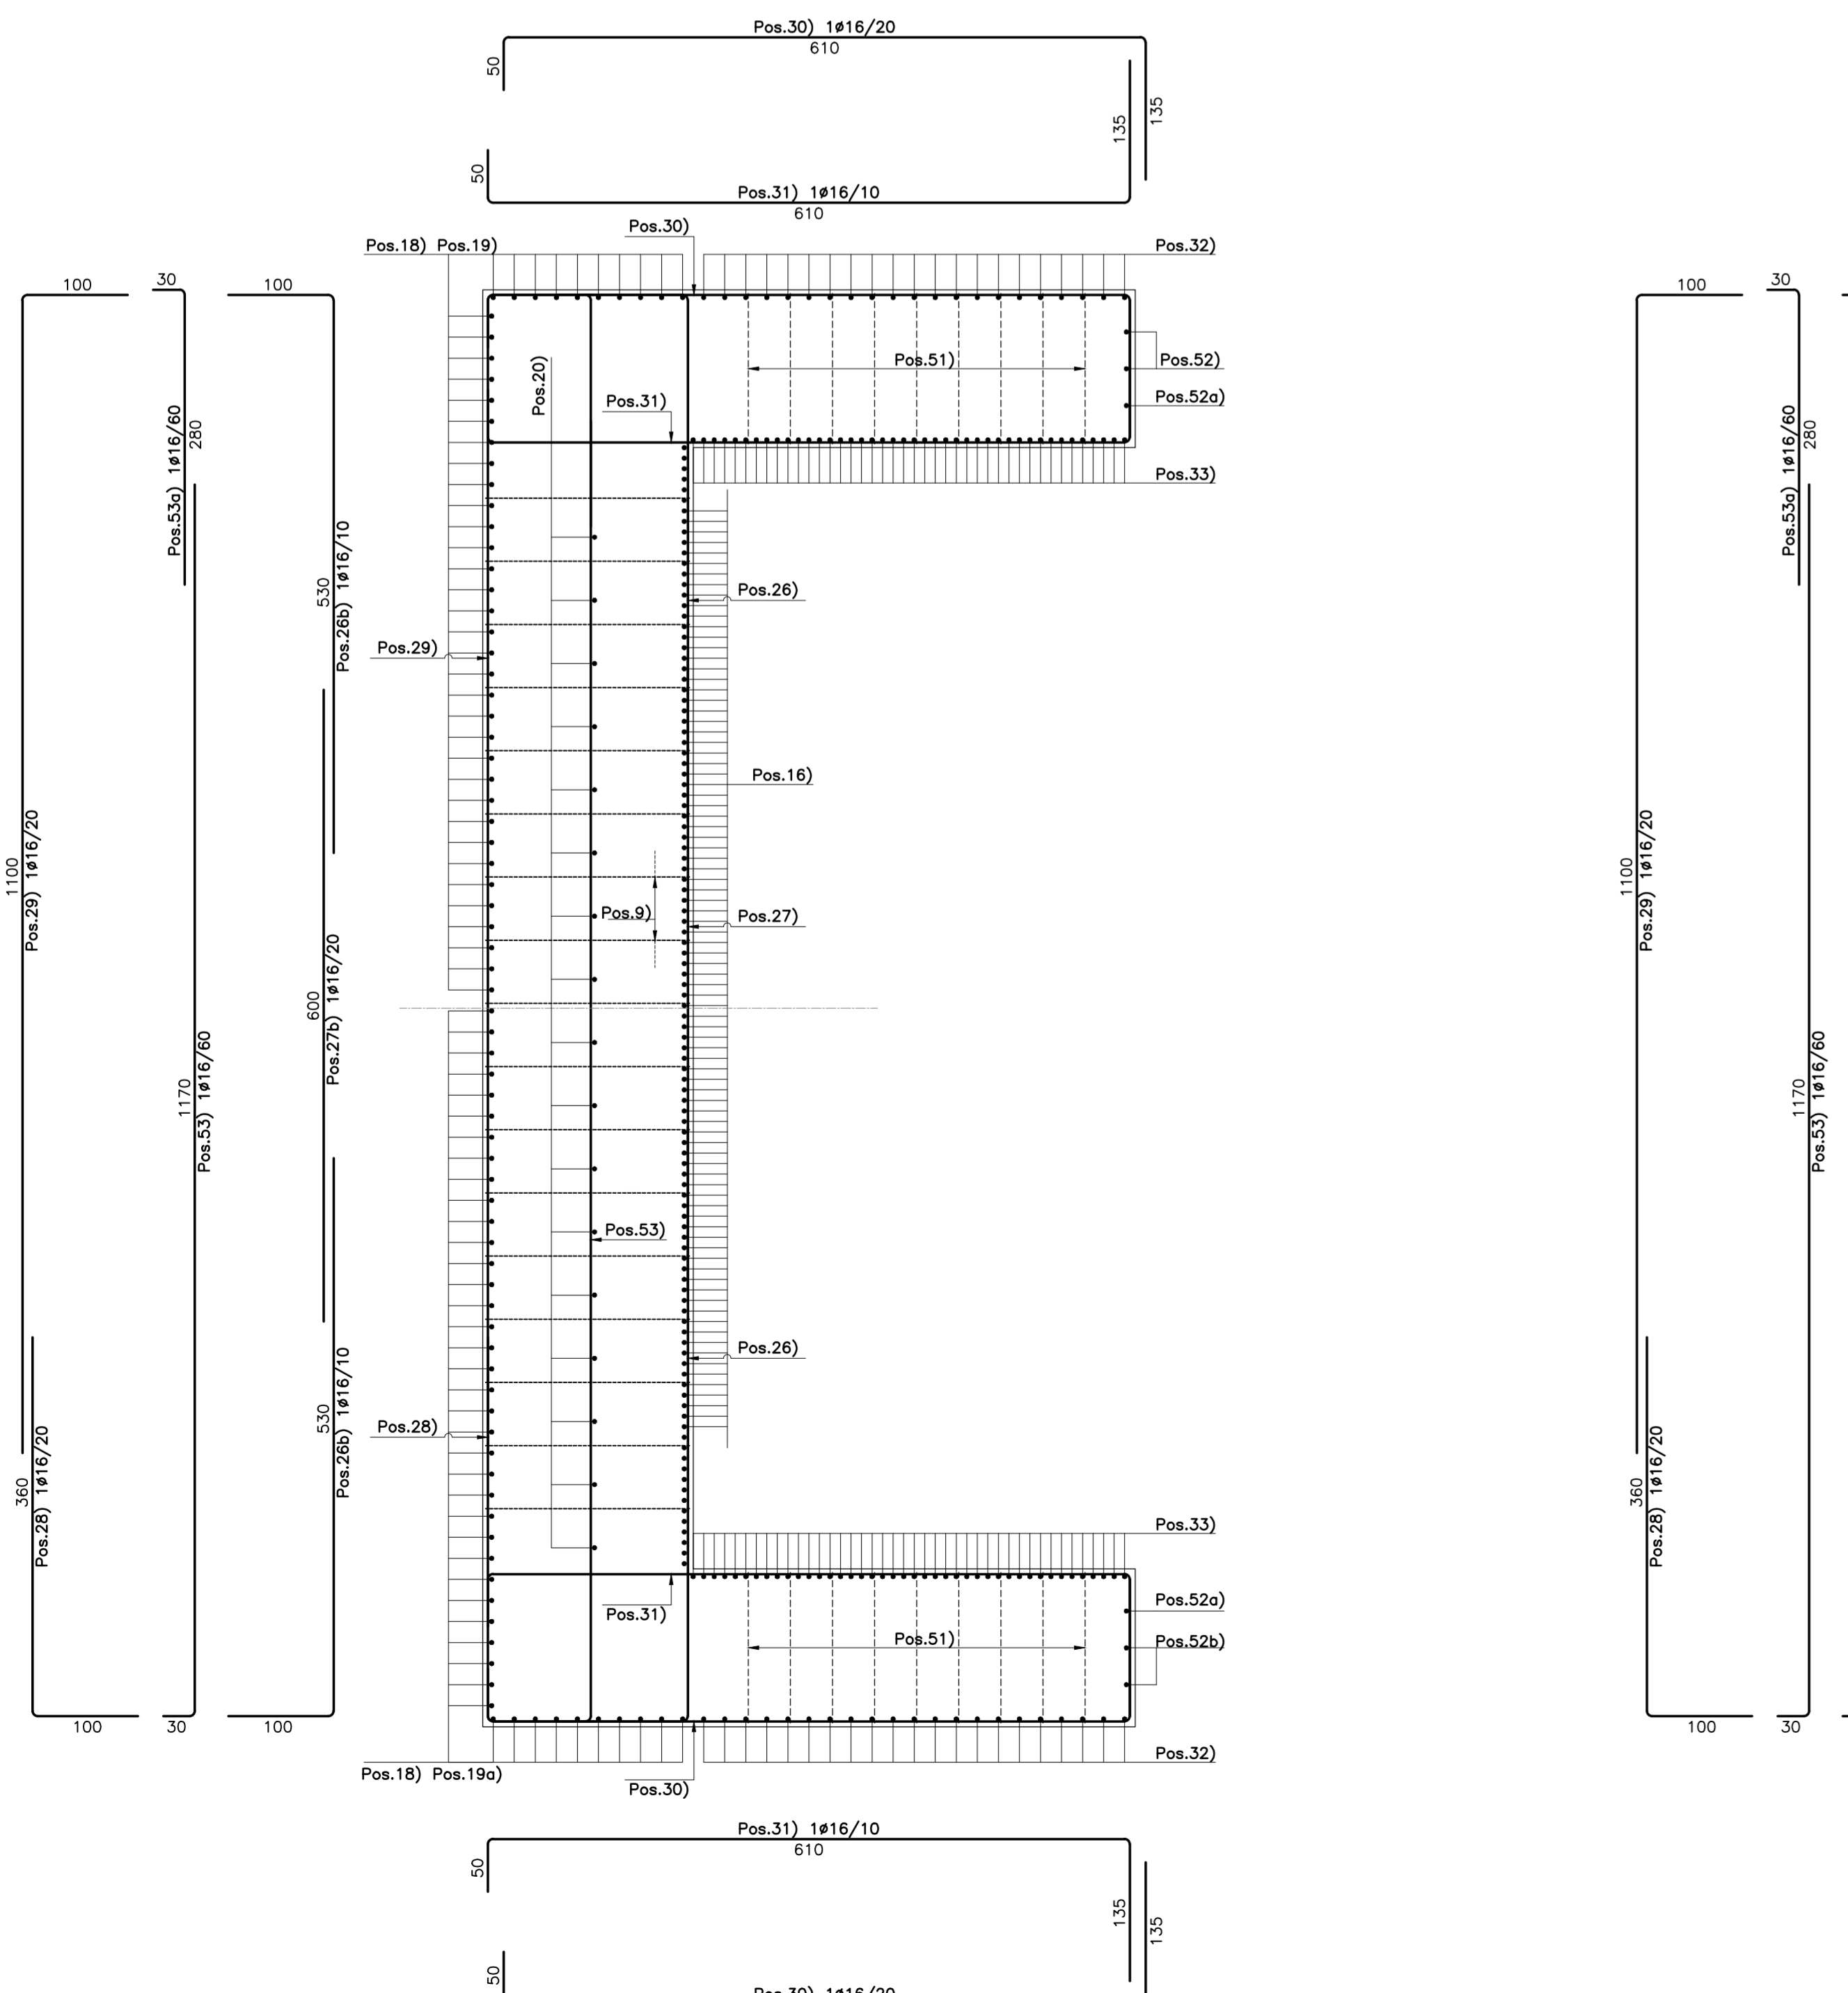 Pos.30) 1ø16/20
610
50
135
135
50
Pos.31) 1ø16/10
610
Pos.30)
Pos.18) Pos.19)
Pos.32)
100
30
100
100
30
Pos.51)
Pos.52)
Pos.20)
Pos.31)
Pos.52a)
Pos.53a) 1ø16/60
280
Pos.53a) 1ø16/60
280
Pos.33)
530
Pos.26b) 1ø16/10
Pos.26)
Pos.29)
Pos.16)
1100
Pos.29) 1ø16/20
1100
Pos.29) 1ø16/20
Pos.9)
Pos.27)
600
Pos.27b) 1ø16/20
1170
Pos.53) 1ø16/60
1170
Pos.53) 1ø16/60
Pos.53)
Pos.26)
530
Pos.26b) 1ø16/10
Pos.28)
360
Pos.28) 1ø16/20
360
Pos.28) 1ø16/20
Pos.33)
Pos.52a)
Pos.31)
Pos.51)
Pos.52b)
100
30
100
100
30
Pos.32)
Pos.18) Pos.19a)
Pos.30)
Pos.31) 1ø16/10
610
50
135
135
50
Pos.30) 1ø16/20